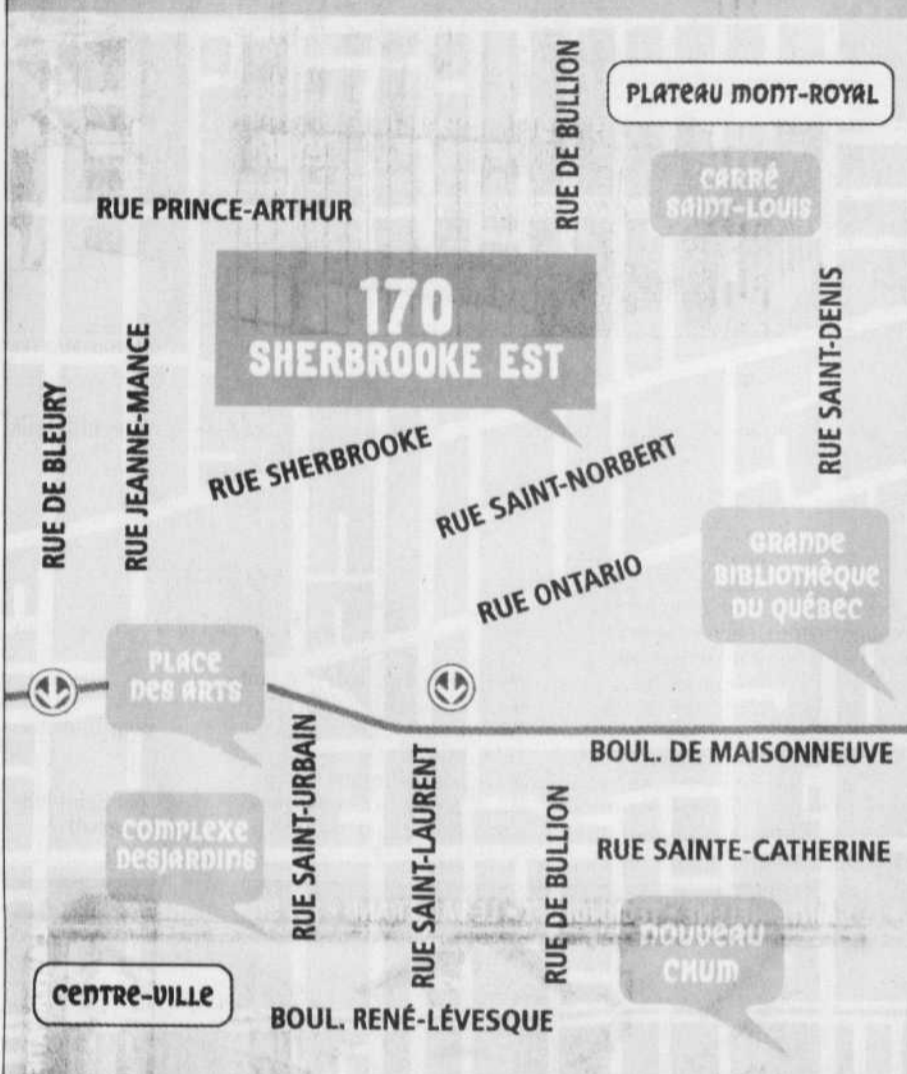 RUE DE BULLION
PLATEAU MONT-ROYAL
CARRÉ
SAINT-LOUIS
RUE PRINCE-ARTHUR
170
SHERBROOKE EST
RUE SAINT-DENIS
RUE JEANNE-MANCE
RUE DE BLEURY
RUE SHERBROOKE
RUE SAINT-NORBERT
GRANDE
BIBLIOTHÈQUE
DU QUÉBEC
RUE ONTARIO
PLACE
DES ARTS
BOUL. DE MAISONNEUVE
RUE SAINT-URBAIN
RUE SAINT-LAURENT
RUE DE BULLION
COMPLEXE
DESJARDINS
RUE SAINTE-CATHERINE
NOUVEAU
CHUM
CENTRE-VILLE
BOUL. RENÉ-LÉVESQUE